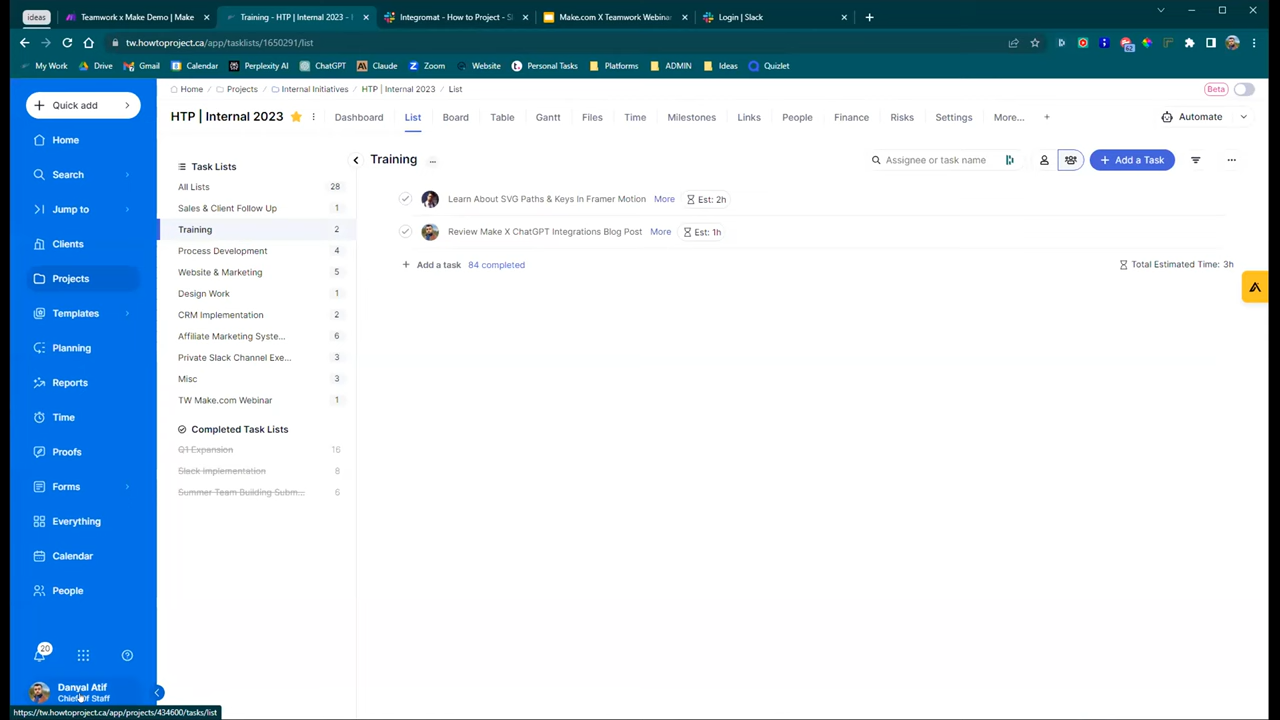 ideas
Teamwork x Make Demo | Make
Training - HTP | Internal 2023 - I
Integromat - How to Project - S
Make.com X Teamwork Webinar
Login | Slack
tw.howtoproject.ca/app/tasklists/1650291/list
My Work
Drive
Gmail
Calendar
Perplexity AI
ChatGPT
Claude
Zoom
Website
Personal Tasks
Platforms
ADMIN
Ideas
Quizlet
Quick add
Home
Search
Jump to
Clients
Projects
Templates
Planning
Reports
Time
Proofs
Forms
Everything
Calendar
People
20
Danyal Atif
Chief Of Staff
https://tw.howtoproject.ca/app/projects/434600/tasks/list
Home
Projects
Internal Initiatives
HTP | Internal 2023
List
Beta
HTP | Internal 2023
Dashboard
List
Board
Table
Gantt
Files
Time
Milestones
Links
People
Finance
Risks
Settings
More...
Automate
Task Lists
All Lists 28
Sales & Client Follow Up 1
Training 2
Process Development 4
Website & Marketing 5
Design Work 1
CRM Implementation 2
Affiliate Marketing Syste... 6
Private Slack Channel Exe... 3
Misc 3
TW Make.com Webinar 1
Completed Task Lists
Q1 Expansion 16
Slack Implementation 8
Summer Team Building Subm... 6
Training
Assignee or task name
Add a Task
Learn About SVG Paths & Keys In Framer Motion More Est: 2h
Review Make X ChatGPT Integrations Blog Post More Est: 1h
Add a task 84 completed
Total Estimated Time: 3h